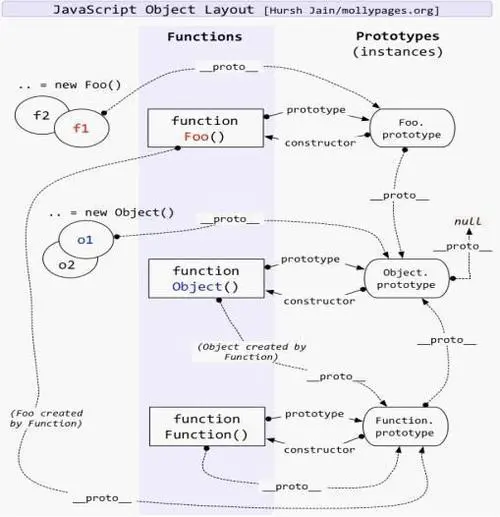 JavaScript Object Layout [Hursh Jain/mollypages.org]
Functions
Prototypes
(instances)
.. = new Foo()
__proto__
f2
f1
function
Foo()
prototype
constructor
Foo.
prototype
__proto__
.. = new Object()
__proto__
null
__proto__
o1
o2
function
Object()
prototype
constructor
Object.
prototype
(Object created by
Function)
__proto__
__proto__
(Foo created
by Function)
function
Function()
prototype
constructor
Function.
prototype
__proto__
__proto__